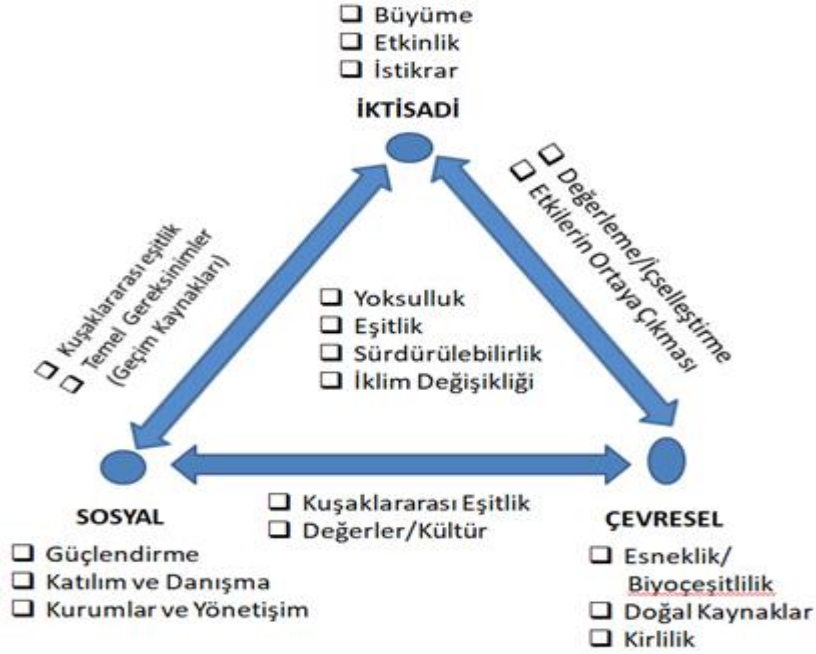 ❑ Büyüme
❑ Etkinlik
❑ İstikrar
İKTİSADİ
❑ Kuşaklararası eşitlik
❑ Temel Gereksinimler
(Geçim Kaynakları)
❑ Değerleme/İçselleştirme
❑ Etkilerin Ortaya Çıkması
❑ Yoksulluk
❑ Eşitlik
❑ Sürdürülebilirlik
❑ İklim Değişikliği
❑ Kuşaklararası Eşitlik
❑ Değerler/Kültür
SOSYAL
❑ Güçlendirme
❑ Katılım ve Danışma
❑ Kurumlar ve Yönetişim
ÇEVRESEL
❑ Esneklik/
Biyoçeşitlilik
❑ Doğal Kaynaklar
❑ Kirlilik